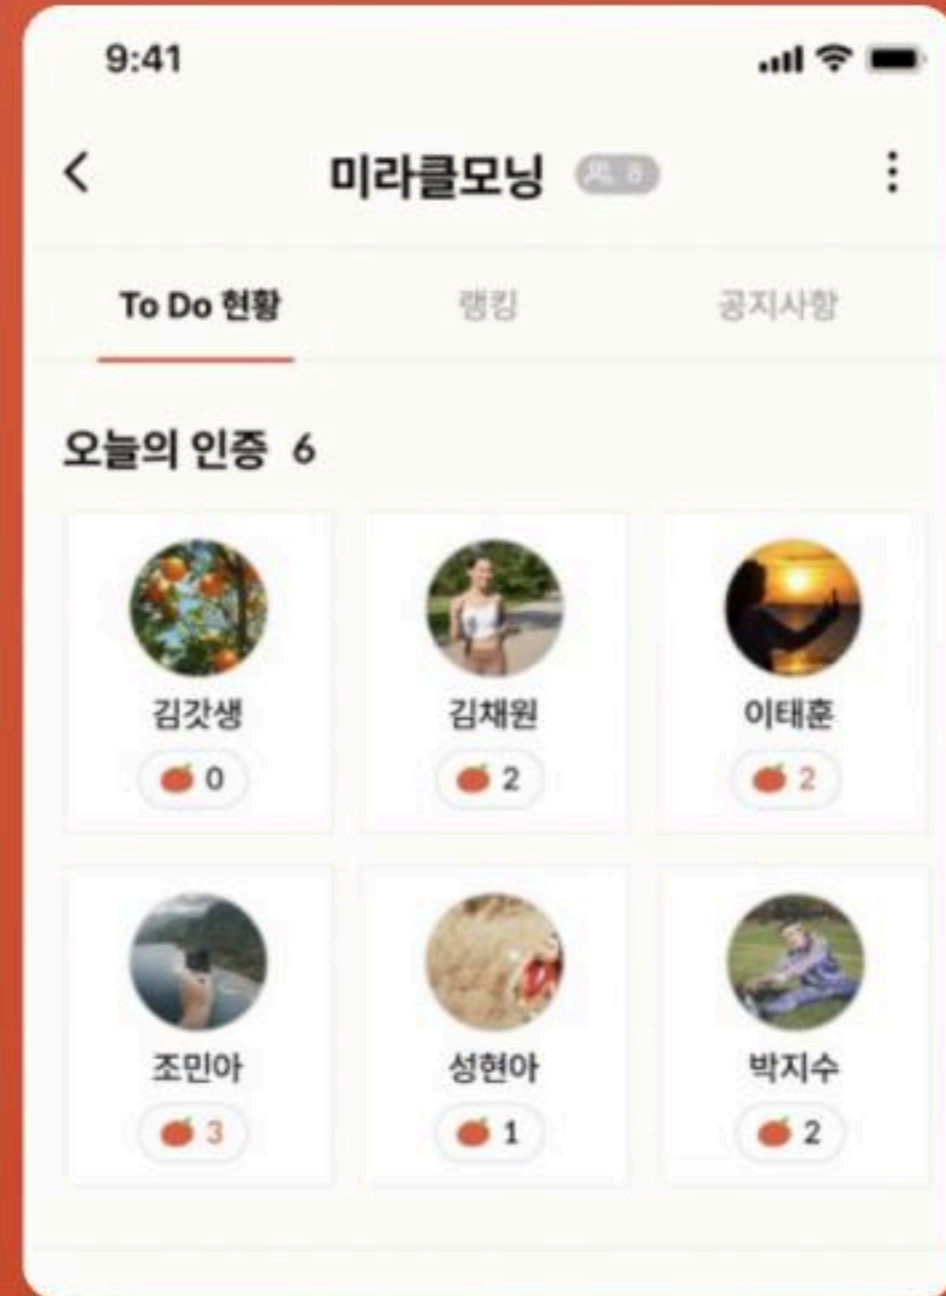 9:41
미라클모닝
To Do 현황 랭킹 공지사항
오늘의 인증 6
김갓생 김채원 이태훈
0 2 2
조민아 성현아 박지수
3 1 2